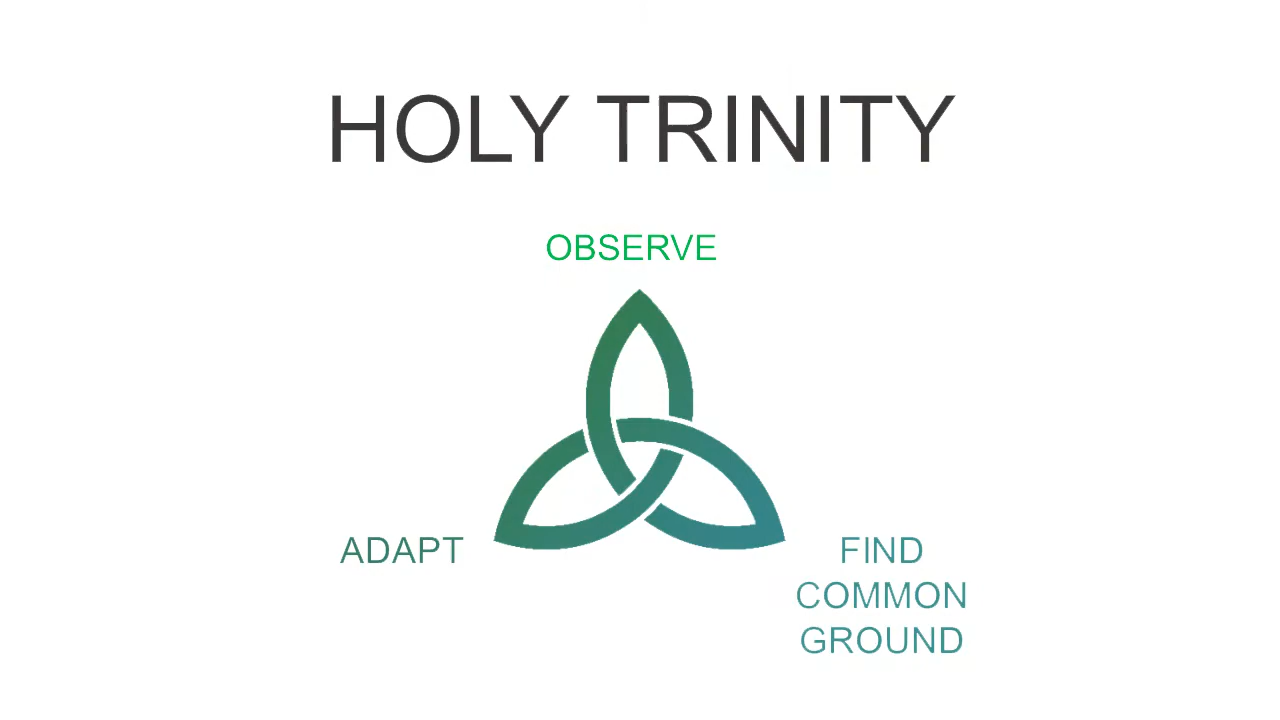 HOLY TRINITY
OBSERVE
ADAPT
FIND
COMMON
GROUND